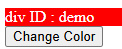 div ID : demo
Change Color